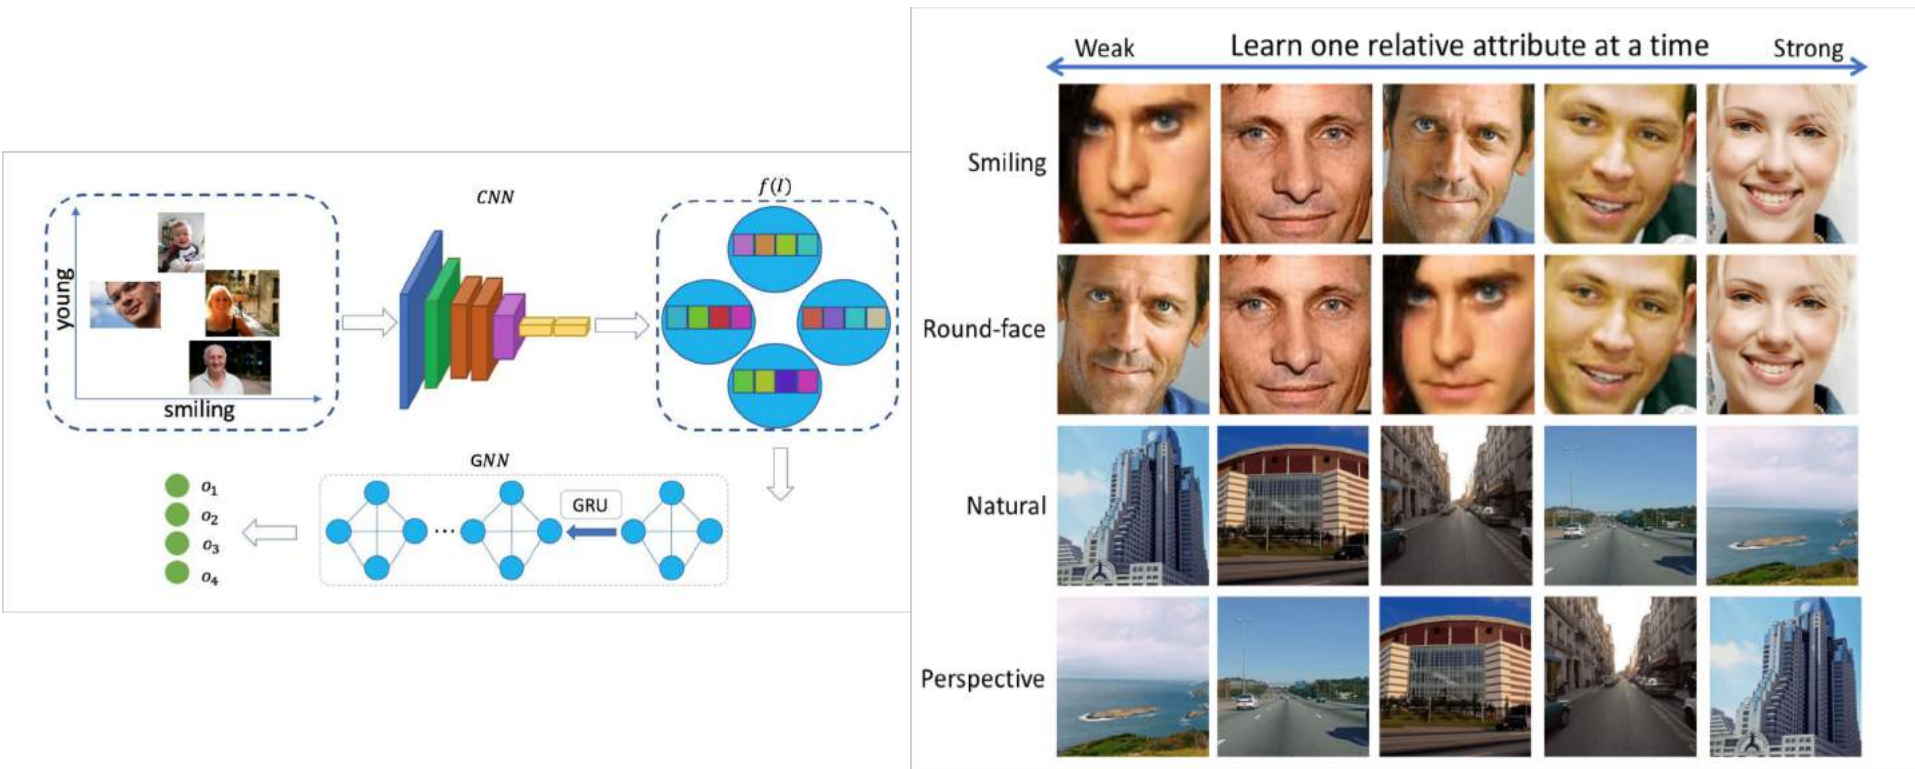 young
smiling
CNN
f(I)
GNN
GRU
...
o₁
o₂
o₃
o₄
Weak Learn one relative attribute at a time Strong
Smiling
Round-face
Natural
Perspective